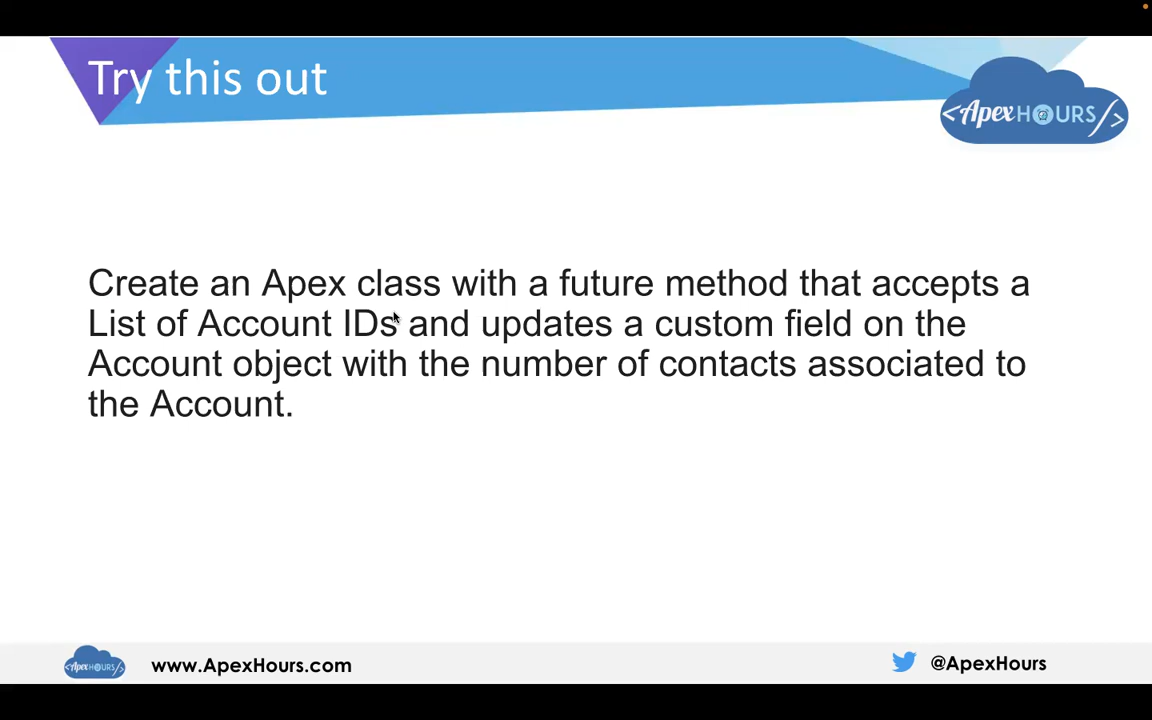 Try this out
<ApexHOURS/>
Create an Apex class with a future method that accepts a
List of Account IDs and updates a custom field on the
Account object with the number of contacts associated to
the Account.
<ApexHOURS/>
www.ApexHours.com
@ApexHours